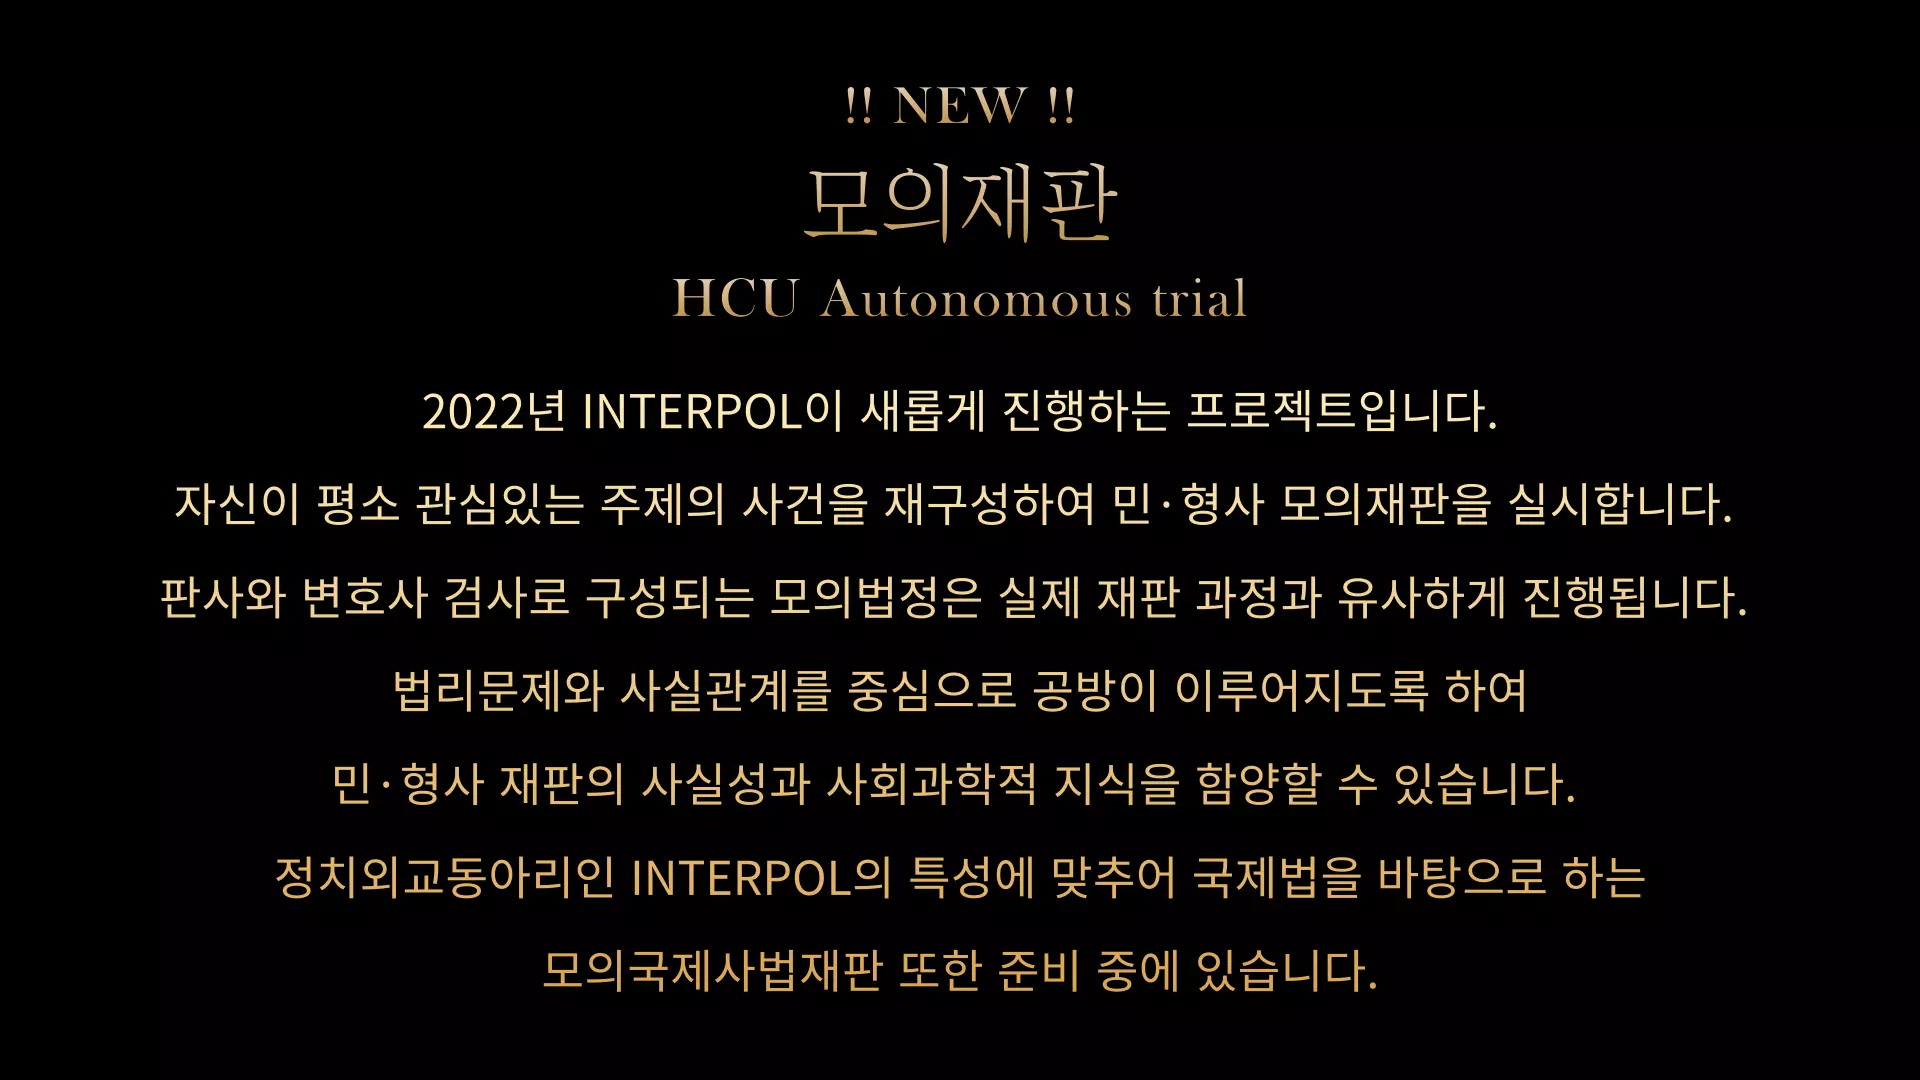 !! NEW !!
모의재판
HCU Autonomous trial
2022년 INTERPOL이 새롭게 진행하는 프로젝트입니다.
자신이 평소 관심있는 주제의 사건을 재구성하여 민·형사 모의재판을 실시합니다.
판사와 변호사 검사로 구성되는 모의법정은 실제 재판 과정과 유사하게 진행됩니다.
법리문제와 사실관계를 중심으로 공방이 이루어지도록 하여
민·형사 재판의 사실성과 사회과학적 지식을 함양할 수 있습니다.
정치외교동아리인 INTERPOL의 특성에 맞추어 국제법을 바탕으로 하는
모의국제사법재판 또한 준비 중에 있습니다.